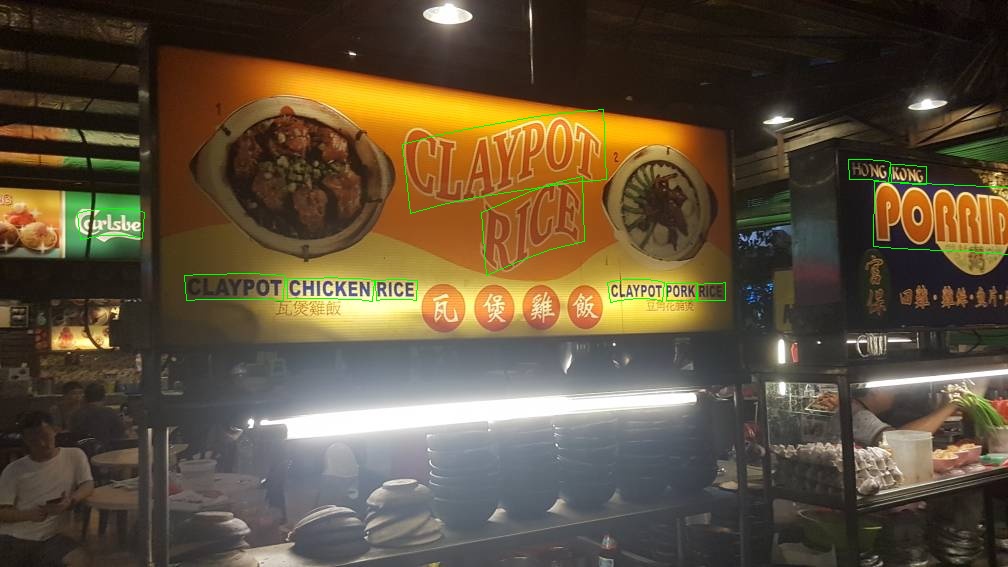 1
CLAYPOT
RICE
2
CLAYPOT CHICKEN RICE
瓦煲雞飯
瓦 煲 雞 飯
CLAYPOT PORK RICE
Carlsbe
HONG KONG
PORRID
富